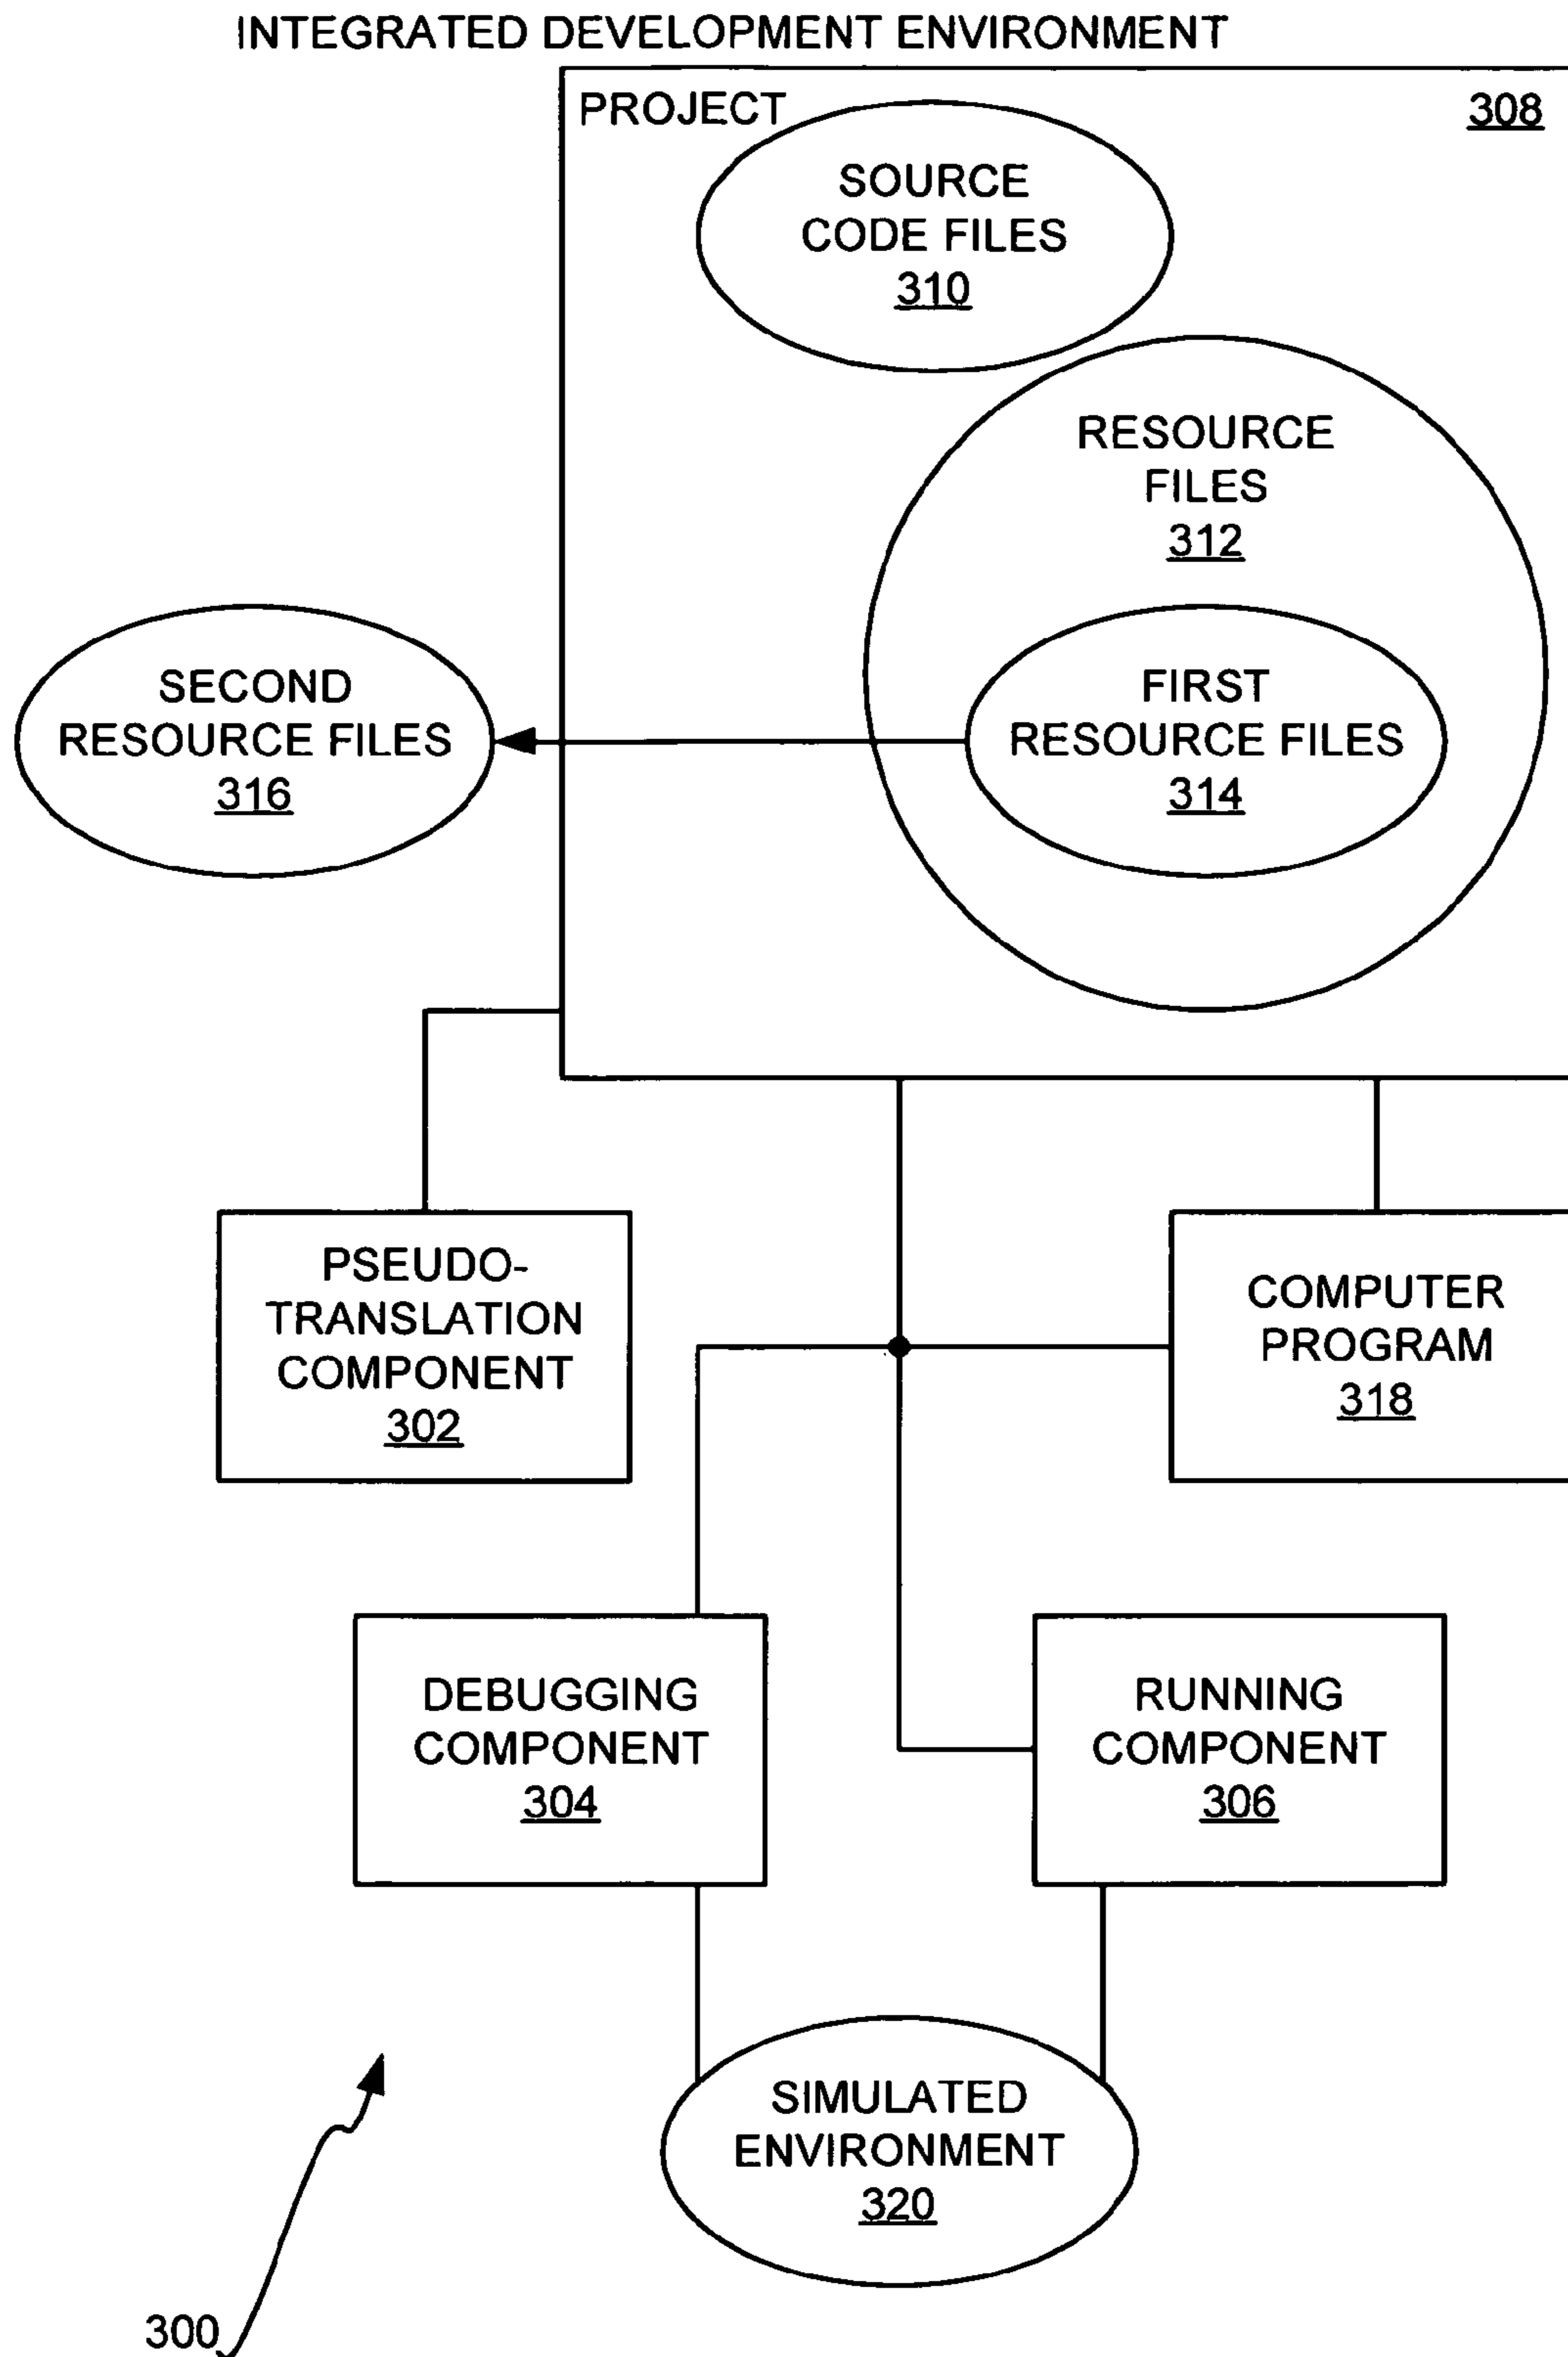 INTEGRATED DEVELOPMENT ENVIRONMENT
PROJECT
308
SOURCE
CODE FILES
310
RESOURCE
FILES
312
SECOND
RESOURCE FILES
316
FIRST
RESOURCE FILES
314
PSEUDO-
TRANSLATION
COMPONENT
302
COMPUTER
PROGRAM
318
DEBUGGING
COMPONENT
304
RUNNING
COMPONENT
306
SIMULATED
ENVIRONMENT
320
300